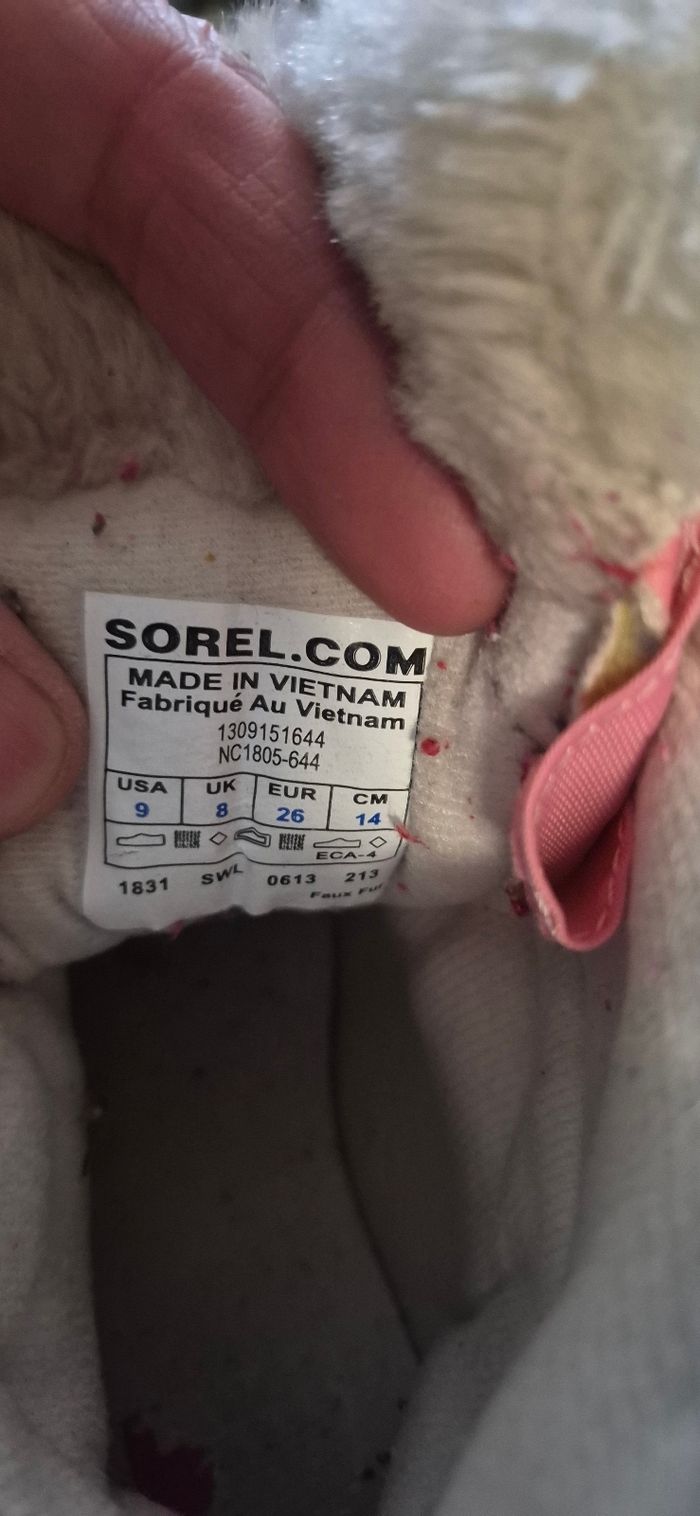 SOREL.COM
MADE IN VIETNAM
Fabriqué Au Vietnam
1309151644
NC1805-644
USA UK EUR CM
9 8 26 14
ECA-4
1831 SWL 0613 213
Faux Fur